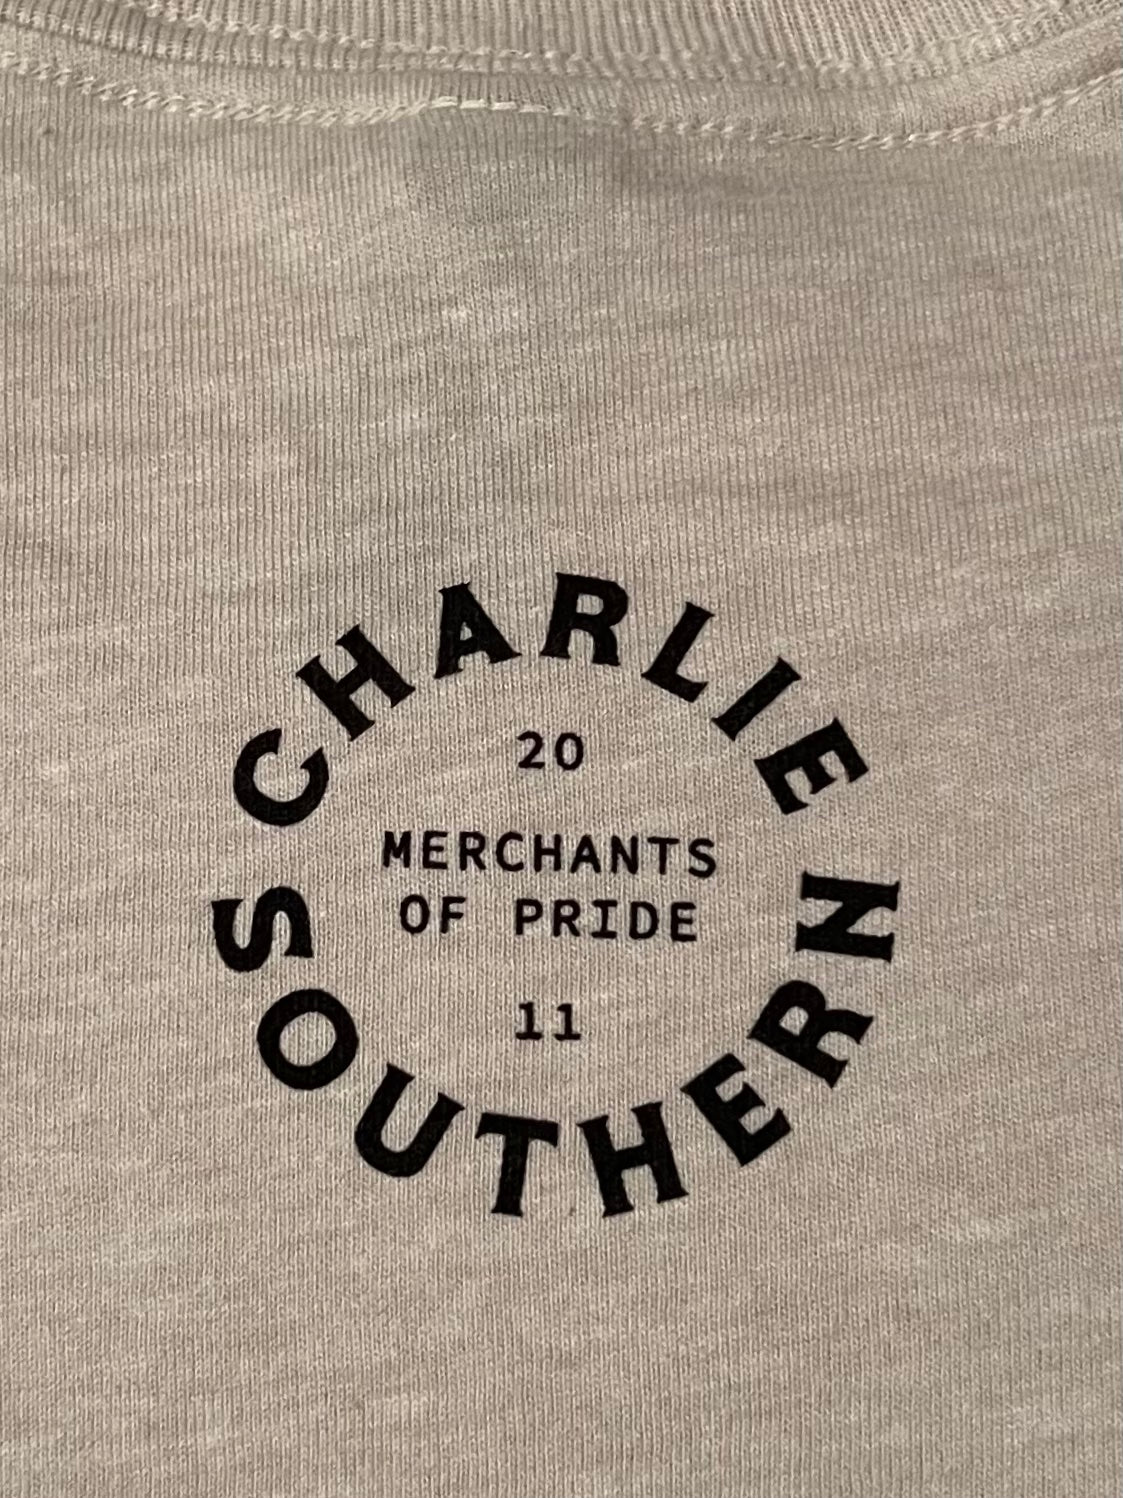 CHARLIE
20
MERCHANTS
OF PRIDE
11
SOUTHERN